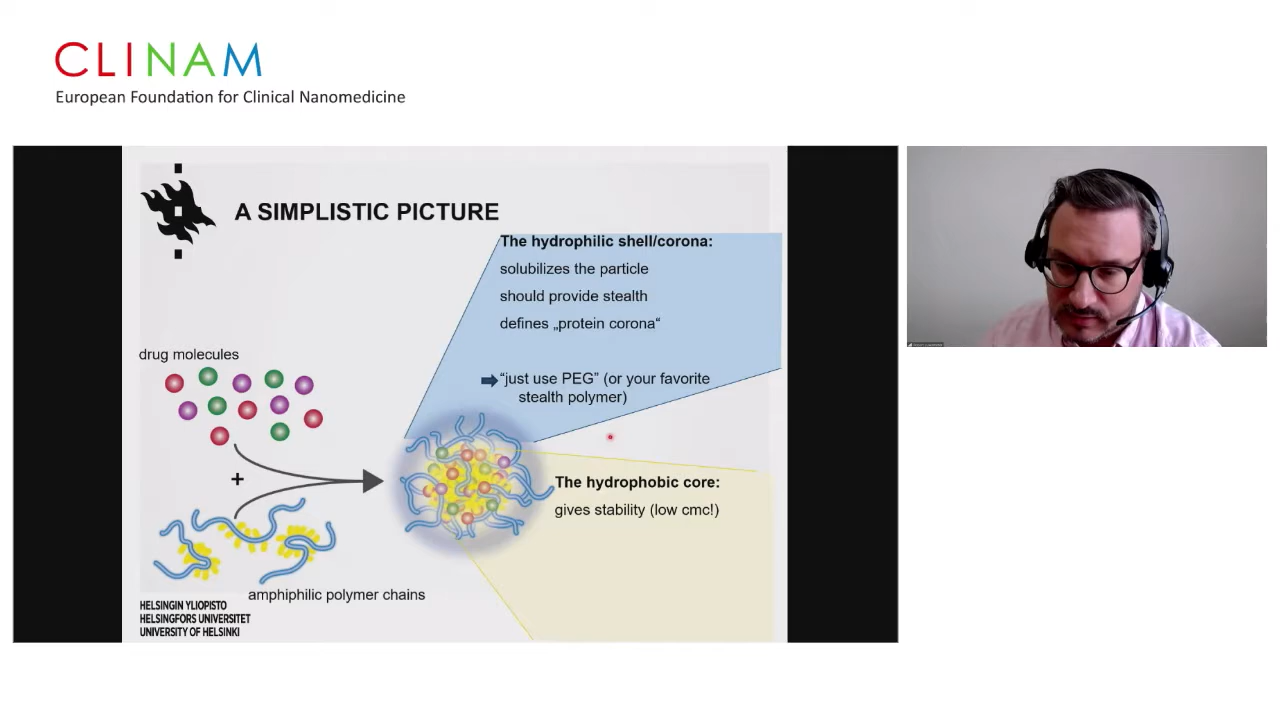 CLINAM
European Foundation for Clinical Nanomedicine
A SIMPLISTIC PICTURE
The hydrophilic shell/corona:
solubilizes the particle
should provide stealth
defines „protein corona“
“just use PEG” (or your favorite
stealth polymer)
drug molecules
+
The hydrophobic core:
gives stability (low cmc!)
amphiphilic polymer chains
HELSINGIN YLIOPISTO
HELSINGFORS UNIVERSITET
UNIVERSITY OF HELSINKI